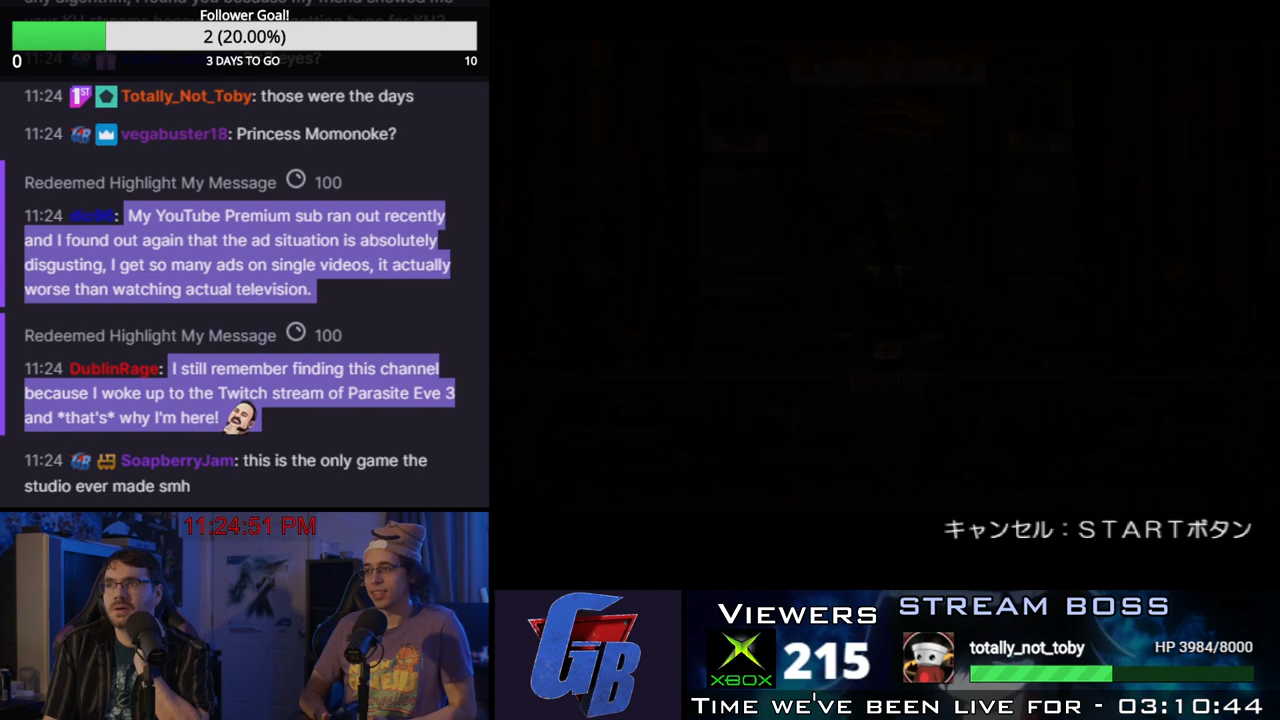 Follower Goal!
2 (20.00%)
0
3 DAYS TO GO
10
eyes?
11:24 1ST Totally_Not_Toby: those were the days
11:24 vegabuster18: Princess Momonoke?
Redeemed Highlight My Message 100
11:24 dio96: My YouTube Premium sub ran out recently
and I found out again that the ad situation is absolutely
disgusting, I get so many ads on single videos, it actually
worse than watching actual television.
Redeemed Highlight My Message 100
11:24 DublinRage: I still remember finding this channel
because I woke up to the Twitch stream of Parasite Eve 3
and *that's* why I'm here!
11:24 SoapberryJam: this is the only game the
studio ever made smh
11:24:51 PM
キャンセル：ＳＴＡＲＴボタン
GB
VIEWERS
XBOX
215
STREAM BOSS
totally_not_toby
HP 3984/8000
TIME WE'VE BEEN LIVE FOR - 03:10:44